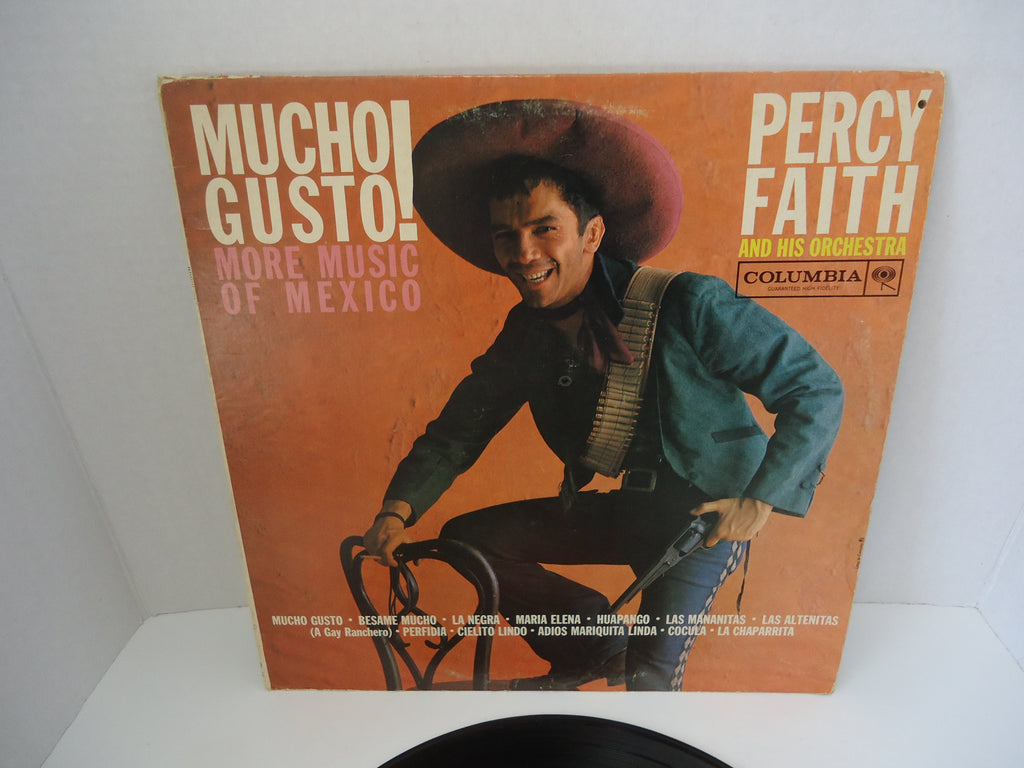 MUCHO!
GUSTO!
MORE MUSIC
OF MEXICO
PERCY
FAITH
AND HIS ORCHESTRA
COLUMBIA
GUARANTEED HIGH FIDELITY
MUCHO GUSTO • BESAME MUCHO • LA NEGRA • MARIA ELENA • HUAPANGO • LAS MANANITAS • LAS ALTENITAS
(A Gay Ranchero) • PERFIDIA • CIELITO LINDO • ADIOS MARIQUITA LINDA • COCULA • LA CHAPARRITA